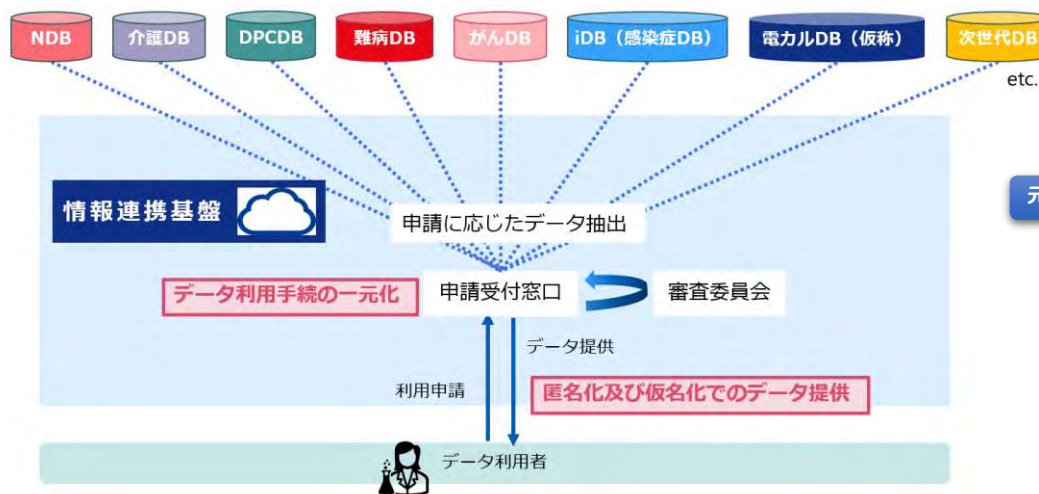 NDB
介護DB
DPCDB
難病DB
がんDB
iDB（感染症DB）
電カルDB（仮称）
次世代DB
etc.
情報連携基盤
元
申請に応じたデータ抽出
データ利用手続の一元化
申請受付窓口
審査委員会
データ提供
利用申請
匿名化及び仮名化でのデータ提供
データ利用者